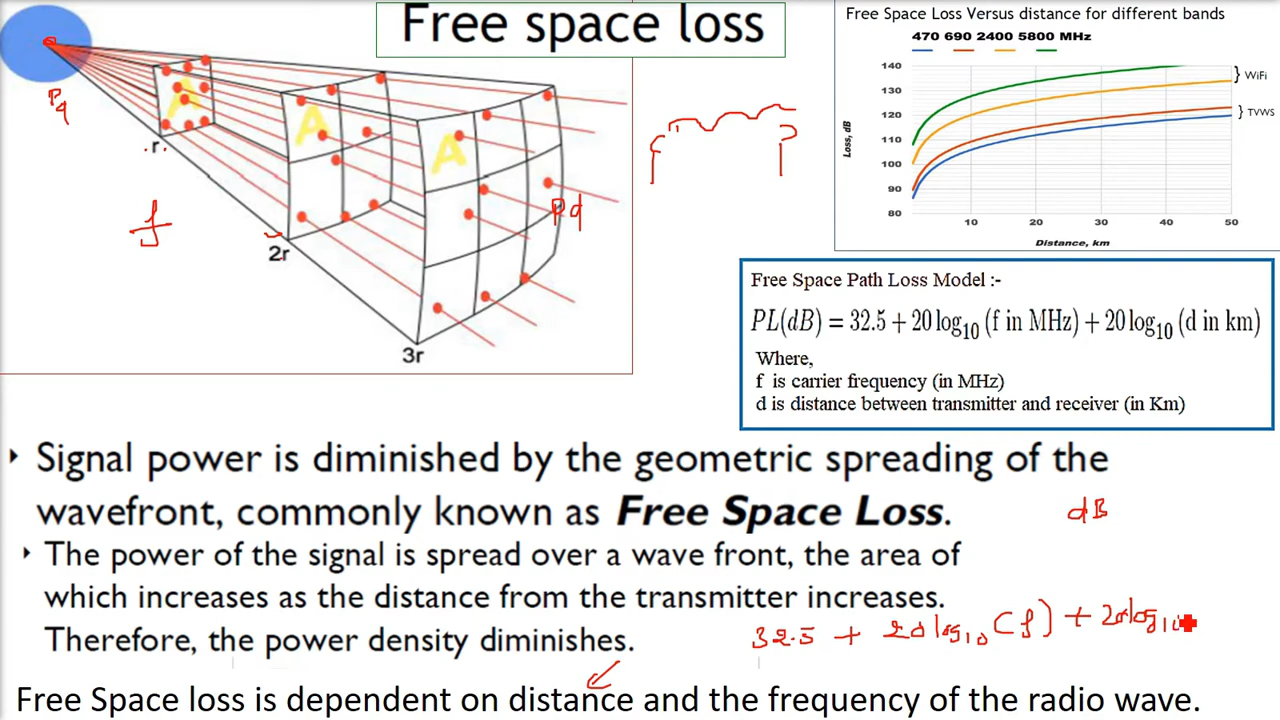 Free space loss
A
A
A
r
2r
3r
Pd
f
Pd
Free Space Loss Versus distance for different bands
470 690 2400 5800 MHz
140
130
120
110
100
90
80
Loss, dB
10 20 30 40 50
Distance, km
WiFi
TVWS
Free Space Path Loss Model :-
PL(dB) = 32.5 + 20 log10 (f in MHz) + 20 log10 (d in km)
Where,
f is carrier frequency (in MHz)
d is distance between transmitter and receiver (in Km)
‣ Signal power is diminished by the geometric spreading of the
wavefront, commonly known as Free Space Loss.
dB
‣ The power of the signal is spread over a wave front, the area of
which increases as the distance from the transmitter increases.
Therefore, the power density diminishes.
32.5 + 20 log10 (f) + 20 log10
Free Space loss is dependent on distance and the frequency of the radio wave.